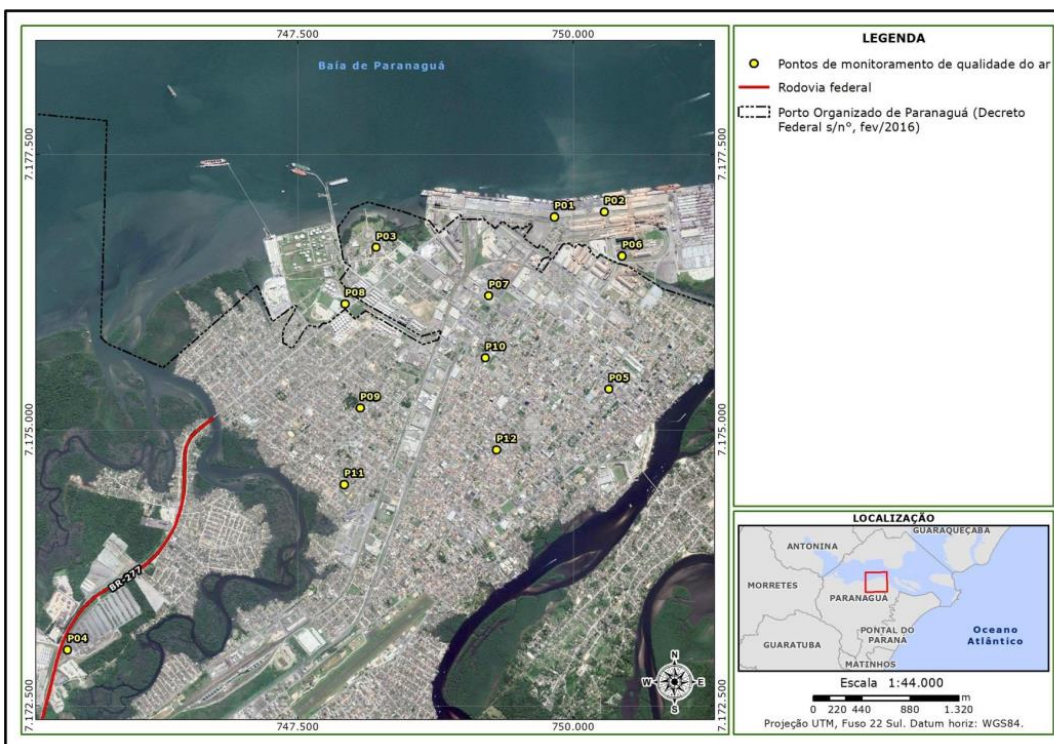 747.500
750.000
Baía de Paranaguá
7.177.500
7.177.500
P01
P02
P03
P06
P07
P08
P10
P05
P09
7.175.000
7.175.000
P12
P11
BR-277
P04
N
W
E
S
7.172.500
7.172.500
747.500
750.000
LEGENDA
Pontos de monitoramento de qualidade do ar
Rodovia federal
Porto Organizado de Paranaguá (Decreto
Federal s/n°, fev/2016)
LOCALIZAÇÃO
GUARAQUEÇABA
ANTONINA
MORRETES
PARANAGUA
PONTAL DO
PARANA
GUARATUBA
MATINHOS
Oceano
Atlântico
Escala 1:44.000
m
0 220 440 880 1.320
Projeção UTM, Fuso 22 Sul. Datum horiz: WGS84.